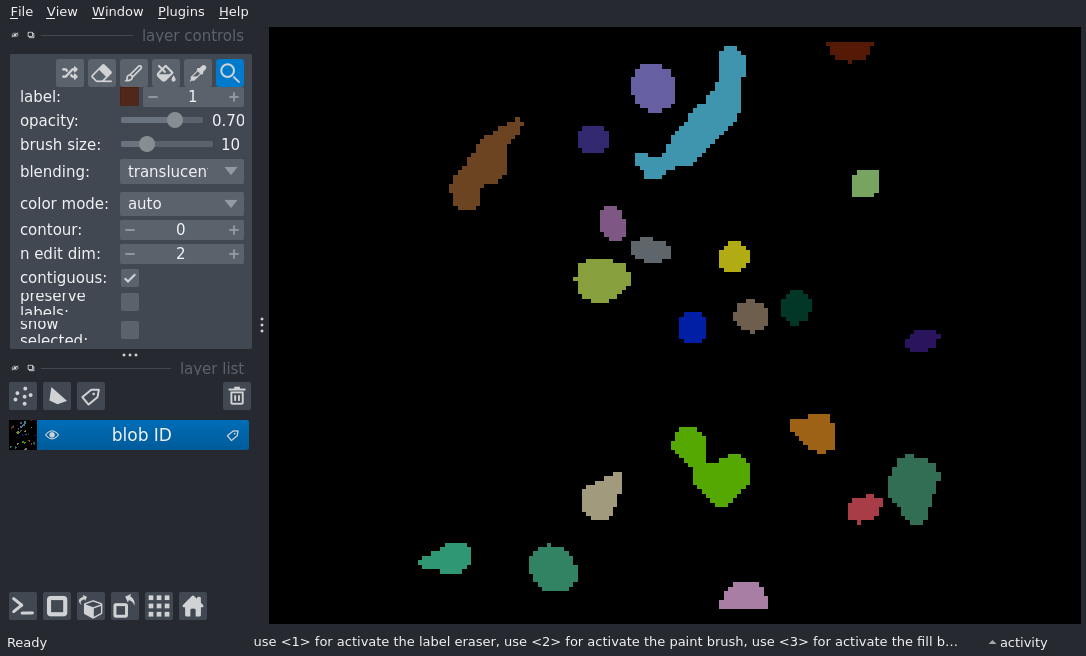 File View Window Plugins Help
layer controls
label: 1
opacity: 0.70
brush size: 10
blending: translucen
color mode: auto
contour: 0
n edit dim: 2
contiguous:
preserve
labels:
show
selected:
layer list
blob ID
Ready use <1> for activate the label eraser, use <2> for activate the paint brush, use <3> for activate the fill b... activity